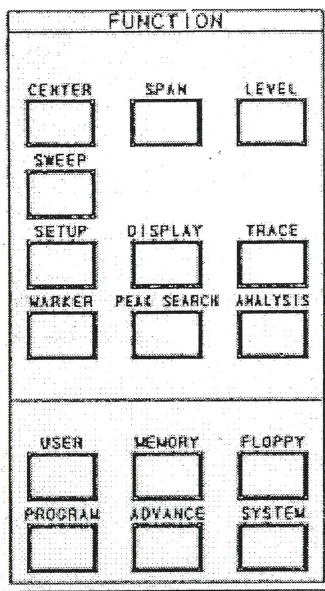 FUNCTION
CENTER SPAN LEVEL
SWEEP
SETUP DISPLAY TRACE
MARKER PEAK SEARCH ANALYSIS
USER MEMORY FLOPPY
PROGRAM ADVANCE SYSTEM